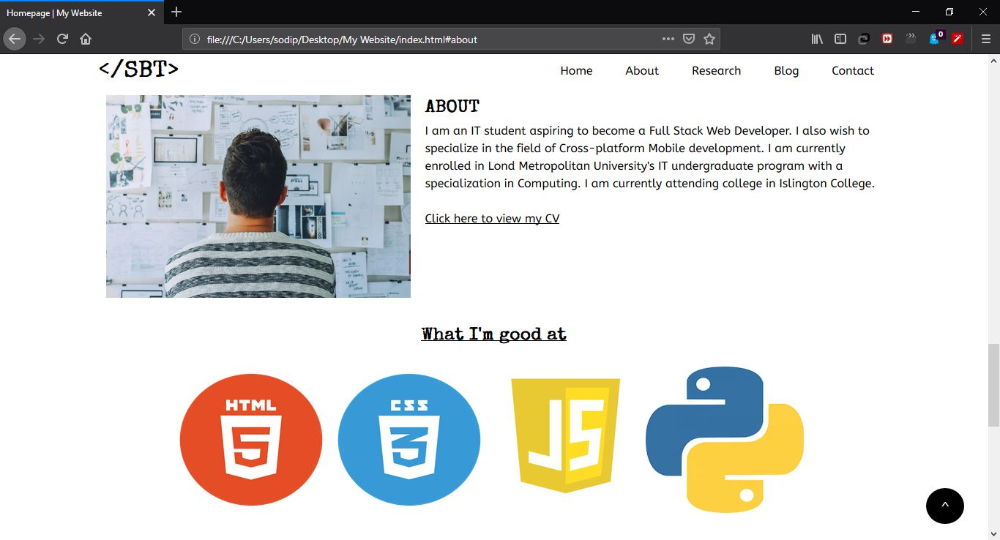 Homepage | My Website
file:///C:/Users/sodip/Desktop/My Website/index.html#about
0
</SBT>
Home About Research Blog Contact
ABOUT
I am an IT student aspiring to become a Full Stack Web Developer. I also wish to
specialize in the field of Cross-platform Mobile development. I am currently
enrolled in Lond Metropolitan University's IT undergraduate program with a
specialization in Computing. I am currently attending college in Islington College.
Click here to view my CV
What I'm good at
HTML CSS JS
5 3